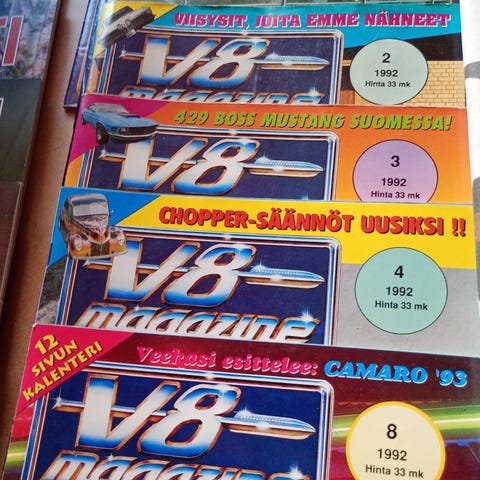 VIISYSIT, JOITA EMME NÄHNEET
V8
2
1992
Hinta 33 mk
429 BOSS MUSTANG SUOMESSA!
V8
3
1992
Hinta 33 mk
CHOPPER-SÄÄNNÖT UUSIKSI !!
V8
magazine
4
1992
Hinta 33 mk
12
SIVUN
KALENTERI
Veekasi esittelee: CAMARO '93
V8
magazine
8
1992
Hinta 33 mk